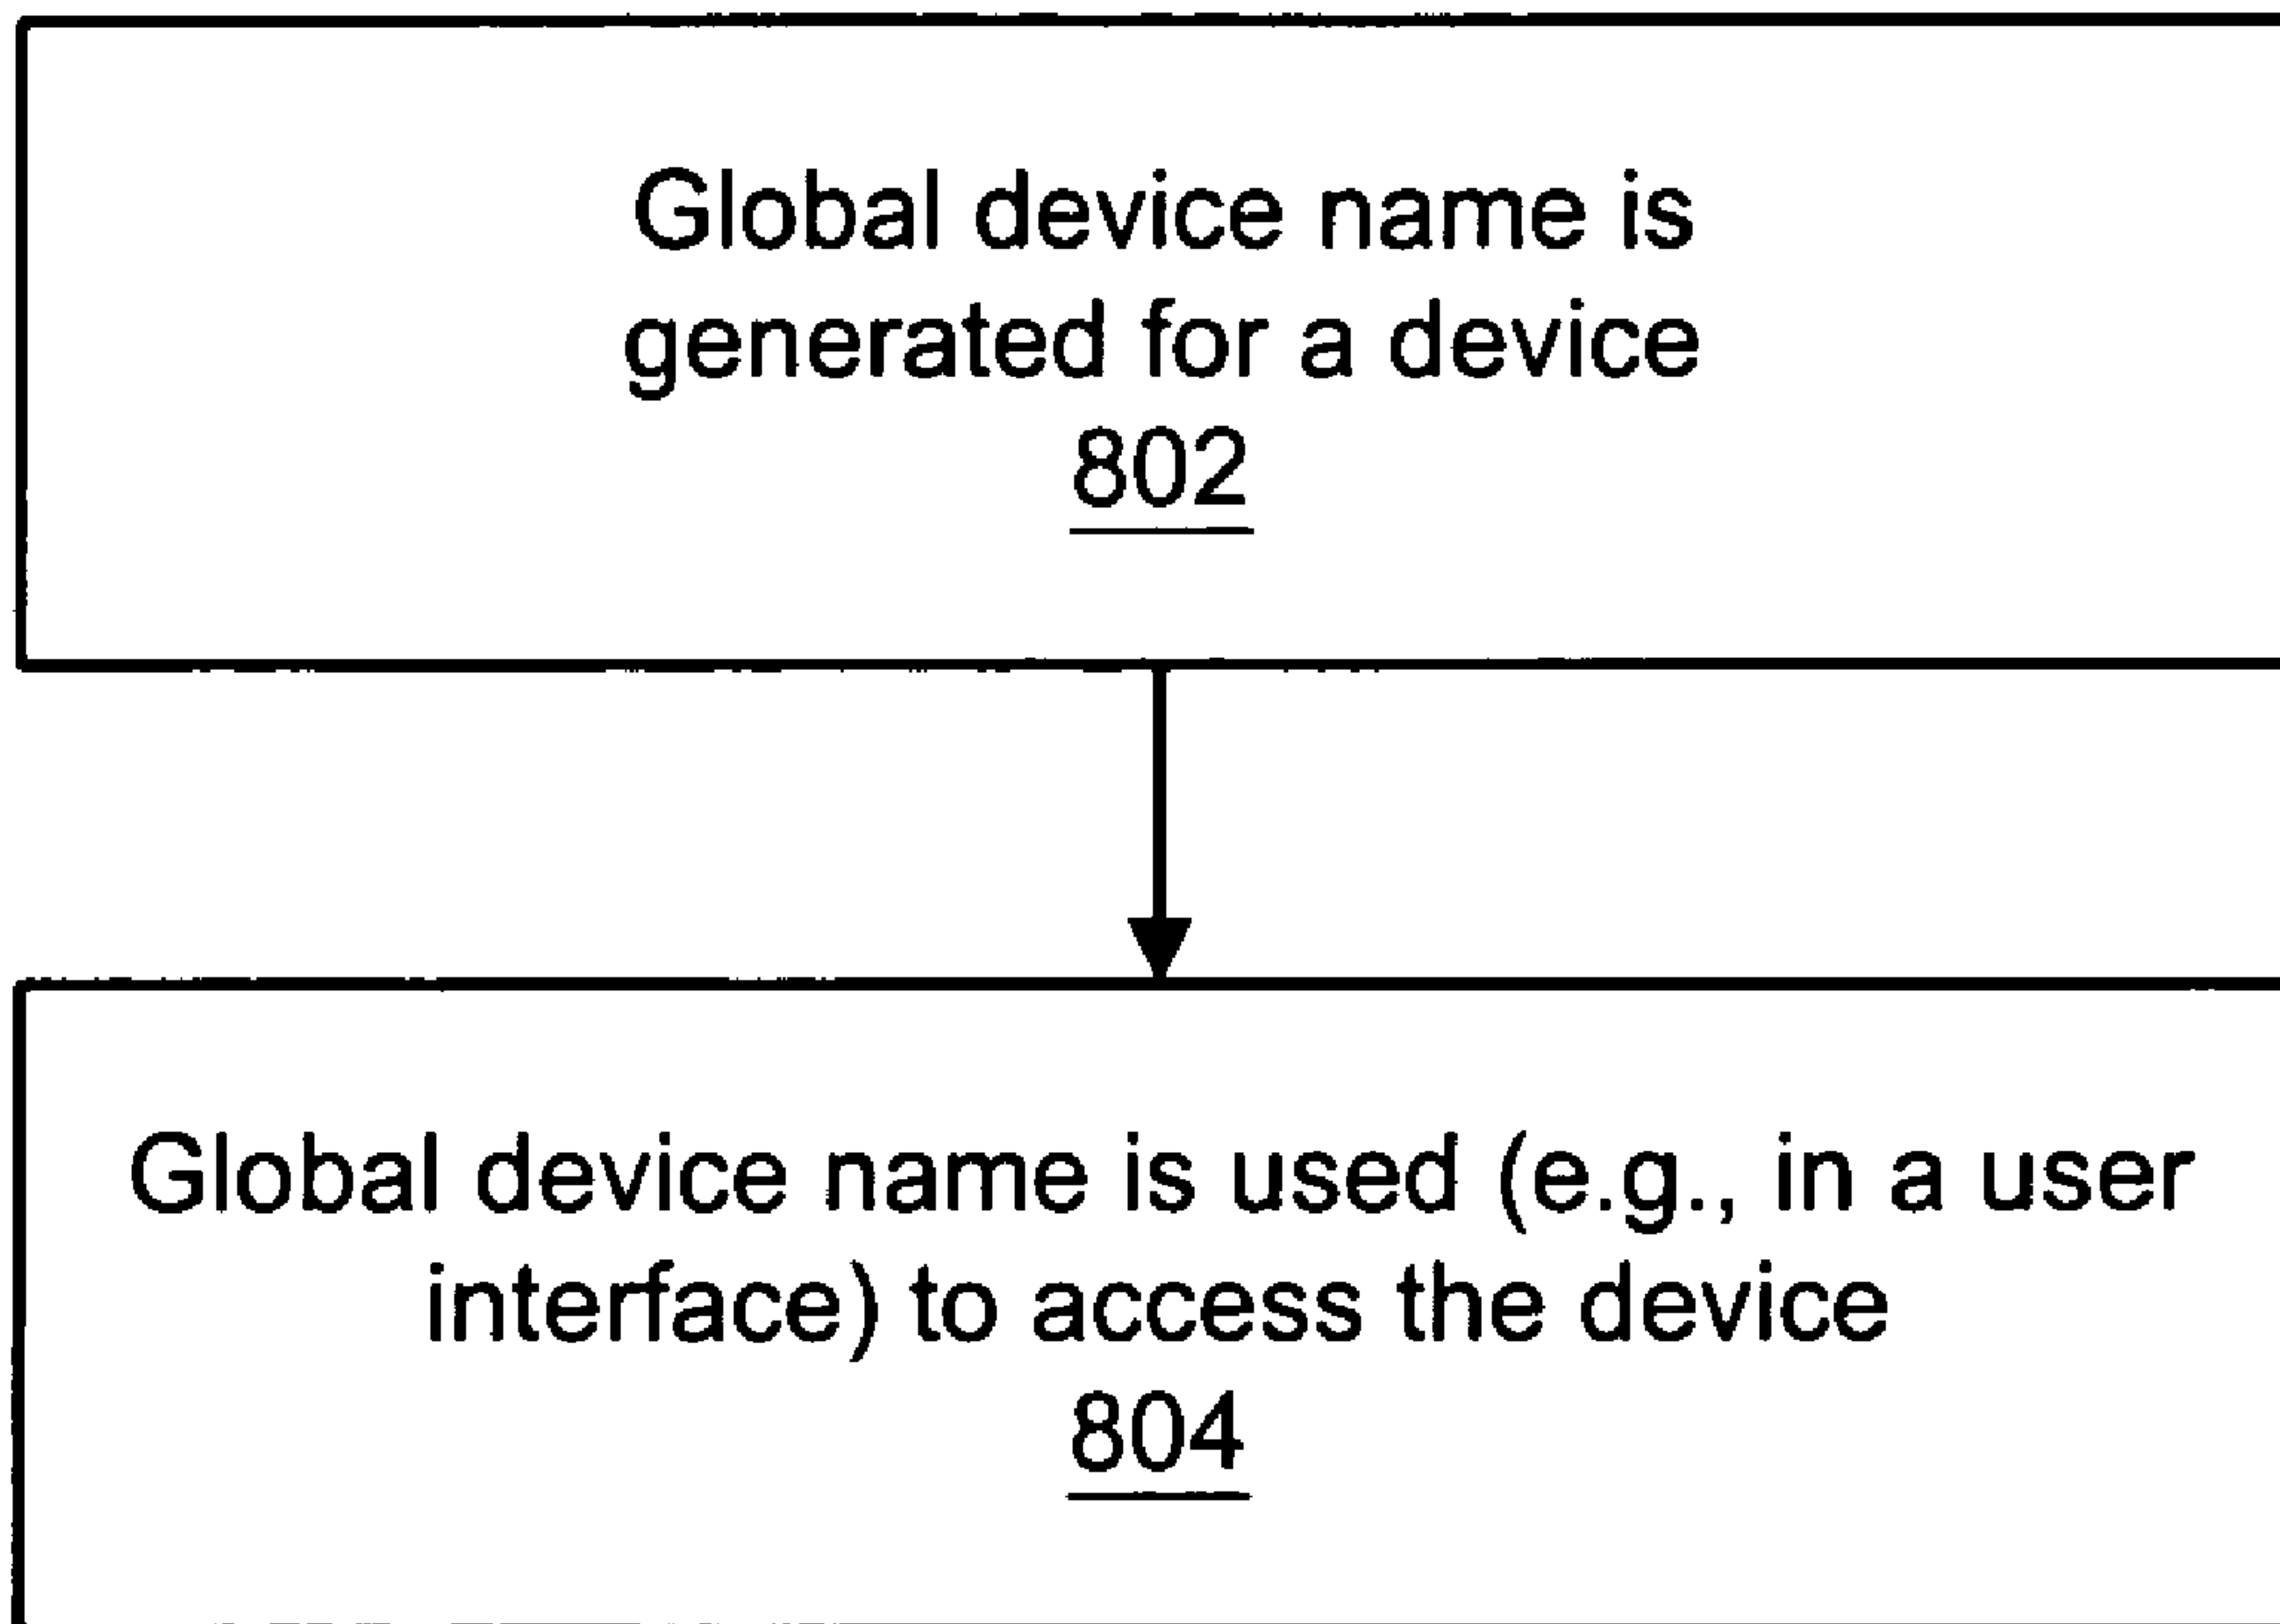 Global device name is
generated for a device
802
Global device name is used (e.g., in a user
interface) to access the device
804